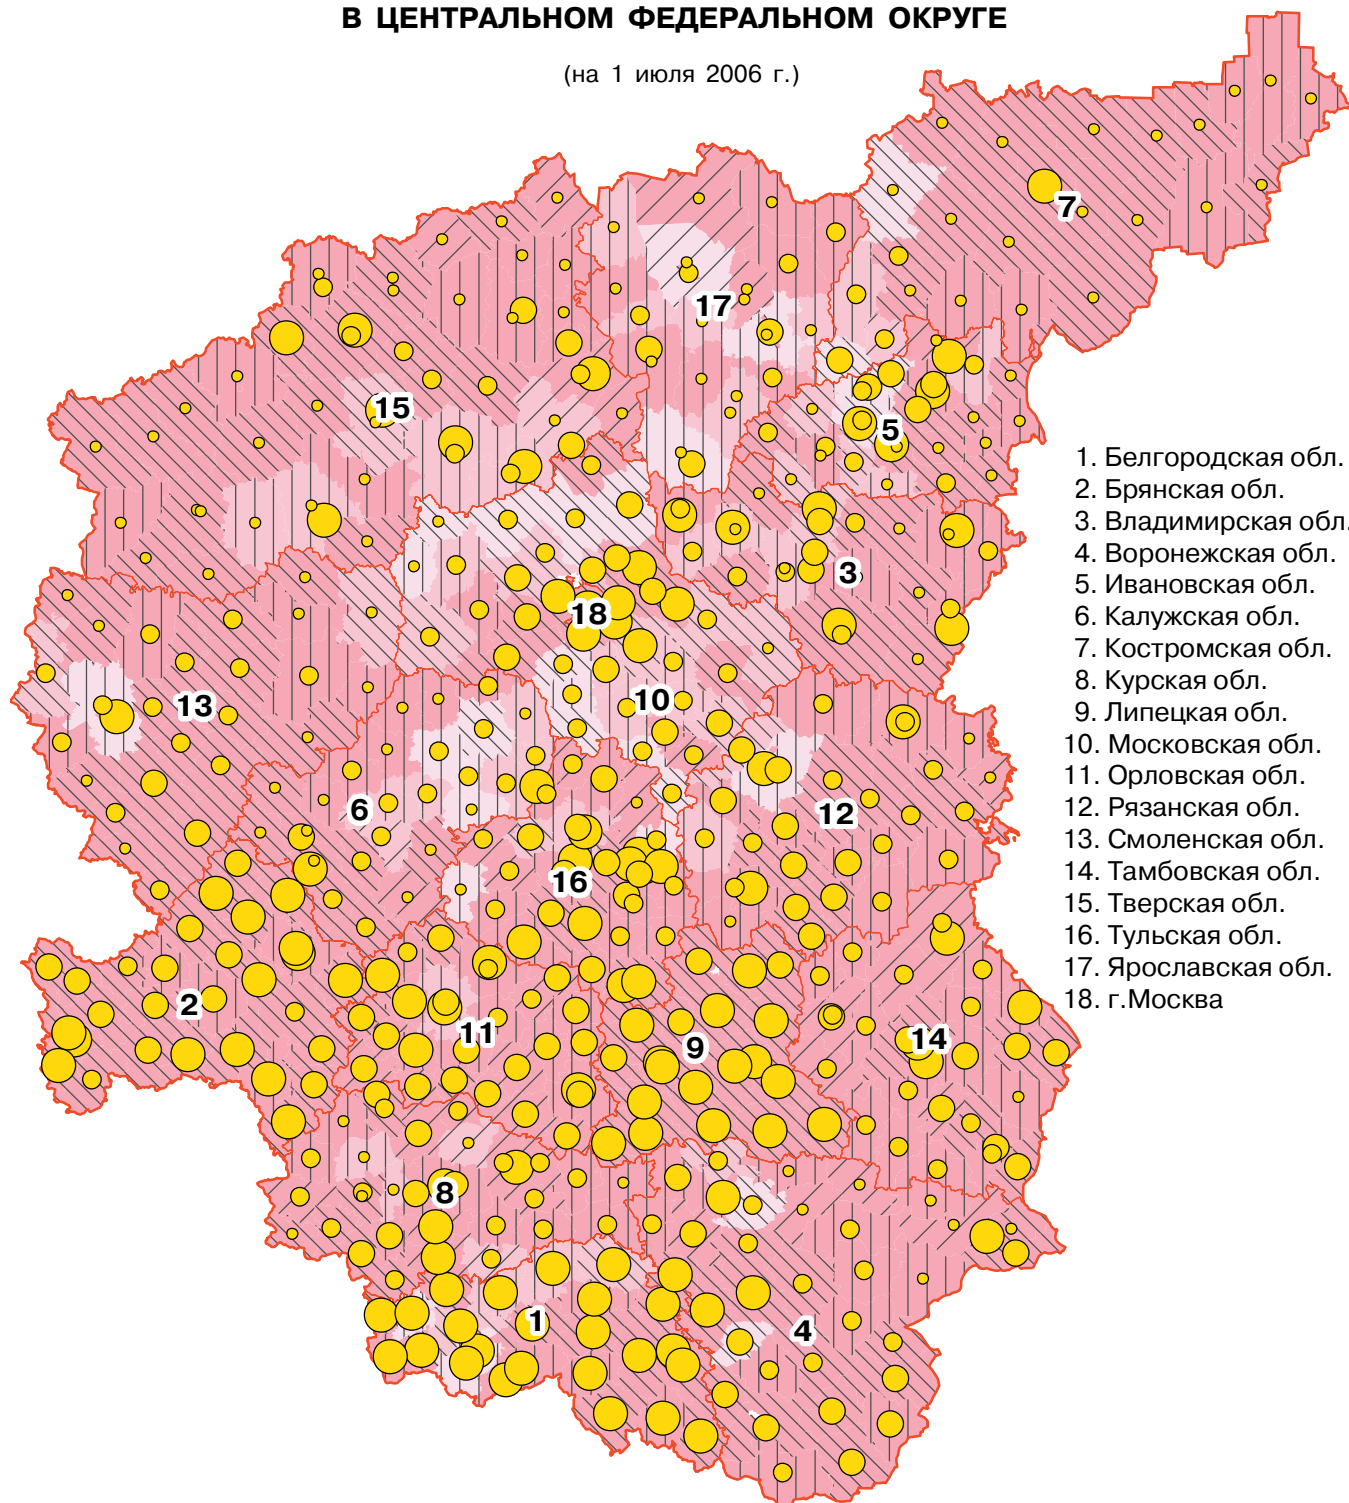 В ЦЕНТРАЛЬНОМ ФЕДЕРАЛЬНОМ ОКРУГЕ
(на 1 июля 2006 г.)
7
17
15
5
3
18
13
10
6
12
16
2
11
9
14
8
1
4
1. Белгородская обл.
2. Брянская обл.
3. Владимирская обл.
4. Воронежская обл.
5. Ивановская обл.
6. Калужская обл.
7. Костромская обл.
8. Курская обл.
9. Липецкая обл.
10. Московская обл.
11. Орловская обл.
12. Рязанская обл.
13. Смоленская обл.
14. Тамбовская обл.
15. Тверская обл.
16. Тульская обл.
17. Ярославская обл.
18. г.Москва